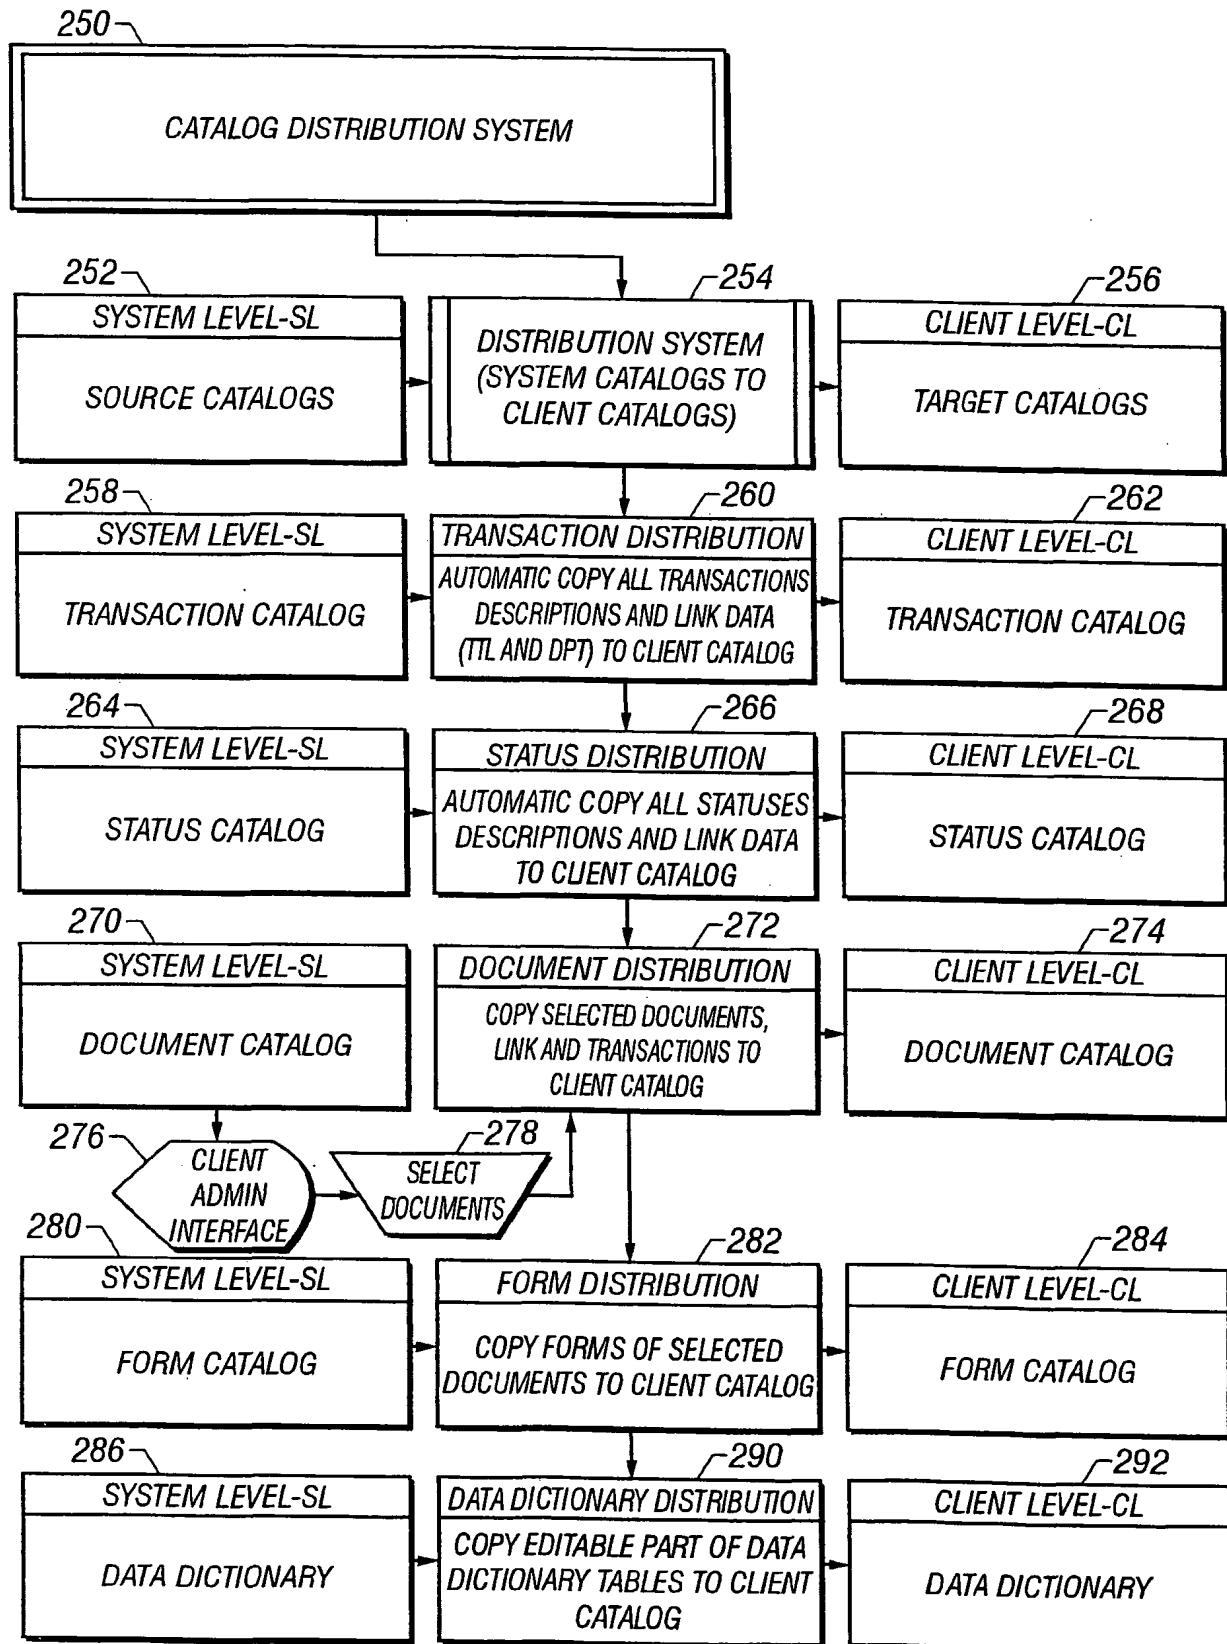 250
CATALOG DISTRIBUTION SYSTEM
252
SYSTEM LEVEL-SL
SOURCE CATALOGS
254
DISTRIBUTION SYSTEM
(SYSTEM CATALOGS TO
CLIENT CATALOGS)
256
CLIENT LEVEL-CL
TARGET CATALOGS
258
SYSTEM LEVEL-SL
TRANSACTION CATALOG
260
TRANSACTION DISTRIBUTION
AUTOMATIC COPY ALL TRANSACTIONS
DESCRIPTIONS AND LINK DATA
(TTL AND DPT) TO CLIENT CATALOG
262
CLIENT LEVEL-CL
TRANSACTION CATALOG
264
SYSTEM LEVEL-SL
STATUS CATALOG
266
STATUS DISTRIBUTION
AUTOMATIC COPY ALL STATUSES
DESCRIPTIONS AND LINK DATA
TO CLIENT CATALOG
268
CLIENT LEVEL-CL
STATUS CATALOG
270
SYSTEM LEVEL-SL
DOCUMENT CATALOG
272
DOCUMENT DISTRIBUTION
COPY SELECTED DOCUMENTS,
LINK AND TRANSACTIONS TO
CLIENT CATALOG
274
CLIENT LEVEL-CL
DOCUMENT CATALOG
276
CLIENT
ADMIN
INTERFACE
278
SELECT
DOCUMENTS
280
SYSTEM LEVEL-SL
FORM CATALOG
282
FORM DISTRIBUTION
COPY FORMS OF SELECTED
DOCUMENTS TO CLIENT CATALOG
284
CLIENT LEVEL-CL
FORM CATALOG
286
SYSTEM LEVEL-SL
DATA DICTIONARY
290
DATA DICTIONARY DISTRIBUTION
COPY EDITABLE PART OF DATA
DICTIONARY TABLES TO CLIENT
CATALOG
292
CLIENT LEVEL-CL
DATA DICTIONARY